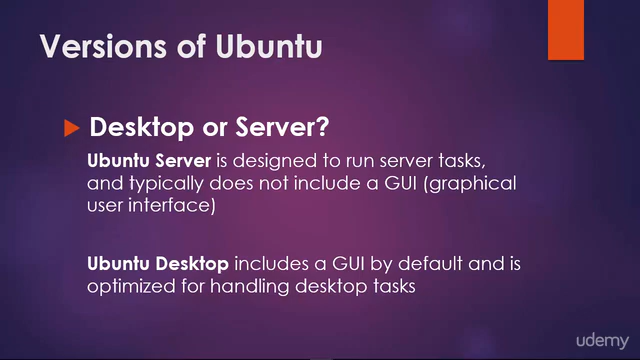 Versions of Ubuntu
Desktop or Server?
Ubuntu Server is designed to run server tasks,
and typically does not include a GUI (graphical
user interface)
Ubuntu Desktop includes a GUI by default and is
optimized for handling desktop tasks
udemy